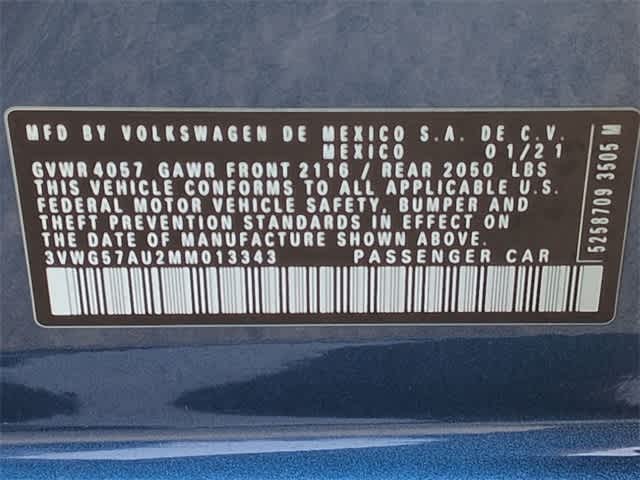 MFD BY VOLKSWAGEN DE MEXICO S.A. DE C.V.
MEXICO 01/21
GVWR 4057 GAWR FRONT 2116 / REAR 2050 LBS
THIS VEHICLE CONFORMS TO ALL APPLICABLE U.S.
FEDERAL MOTOR VEHICLE SAFETY, BUMPER AND
THEFT PREVENTION STANDARDS IN EFFECT ON
THE DATE OF MANUFACTURE SHOWN ABOVE.
3VWG57AU2MM013343 PASSENGER CAR
5258709 3505 M